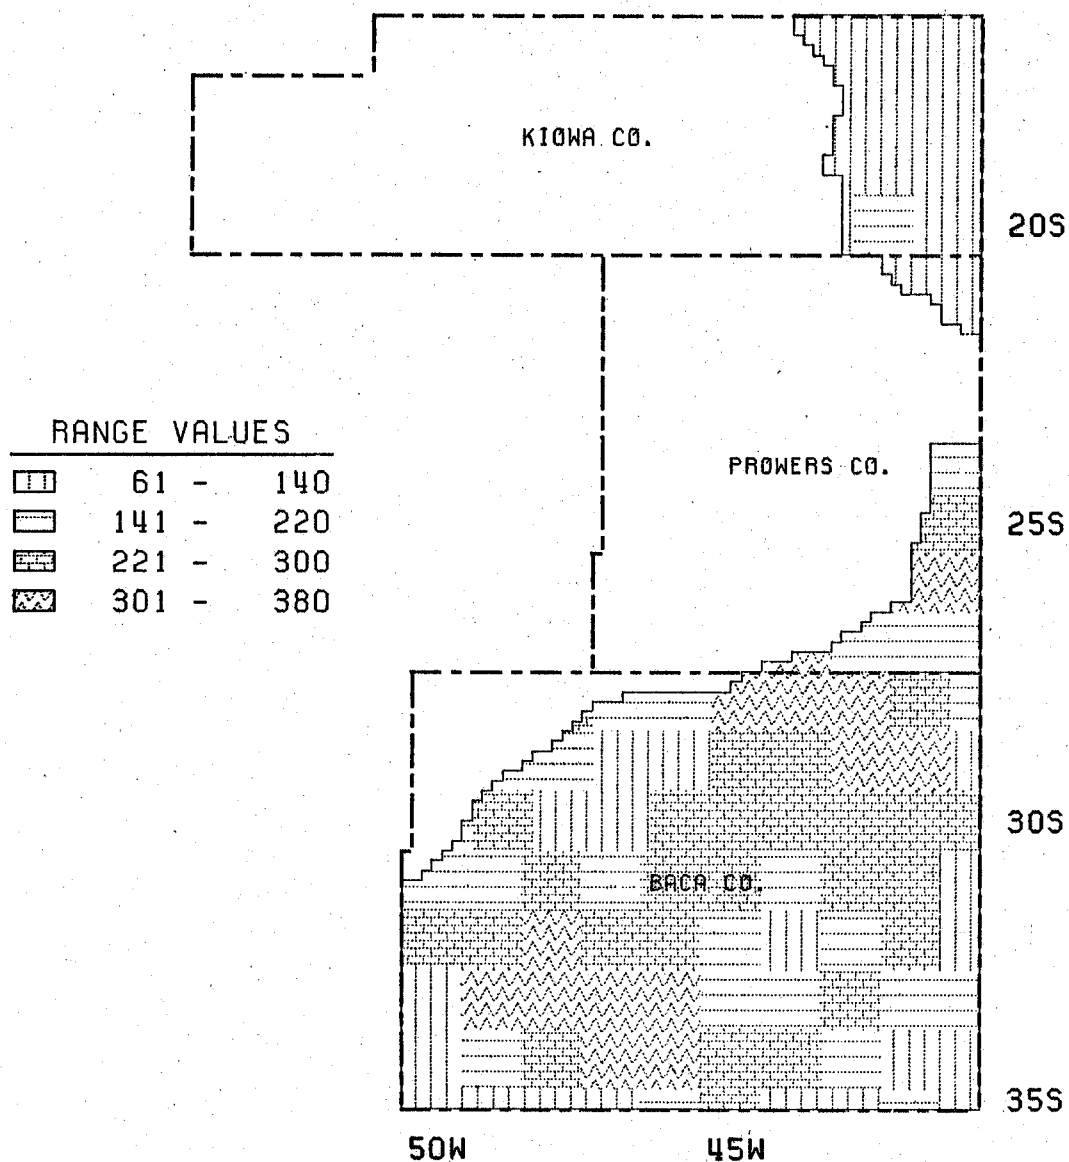 KIOWA CO.
20S
RANGE VALUES
61 - 140
141 - 220
221 - 300
301 - 380
PROWERS CO.
25S
30S
BACA CO.
35S
50W 45W